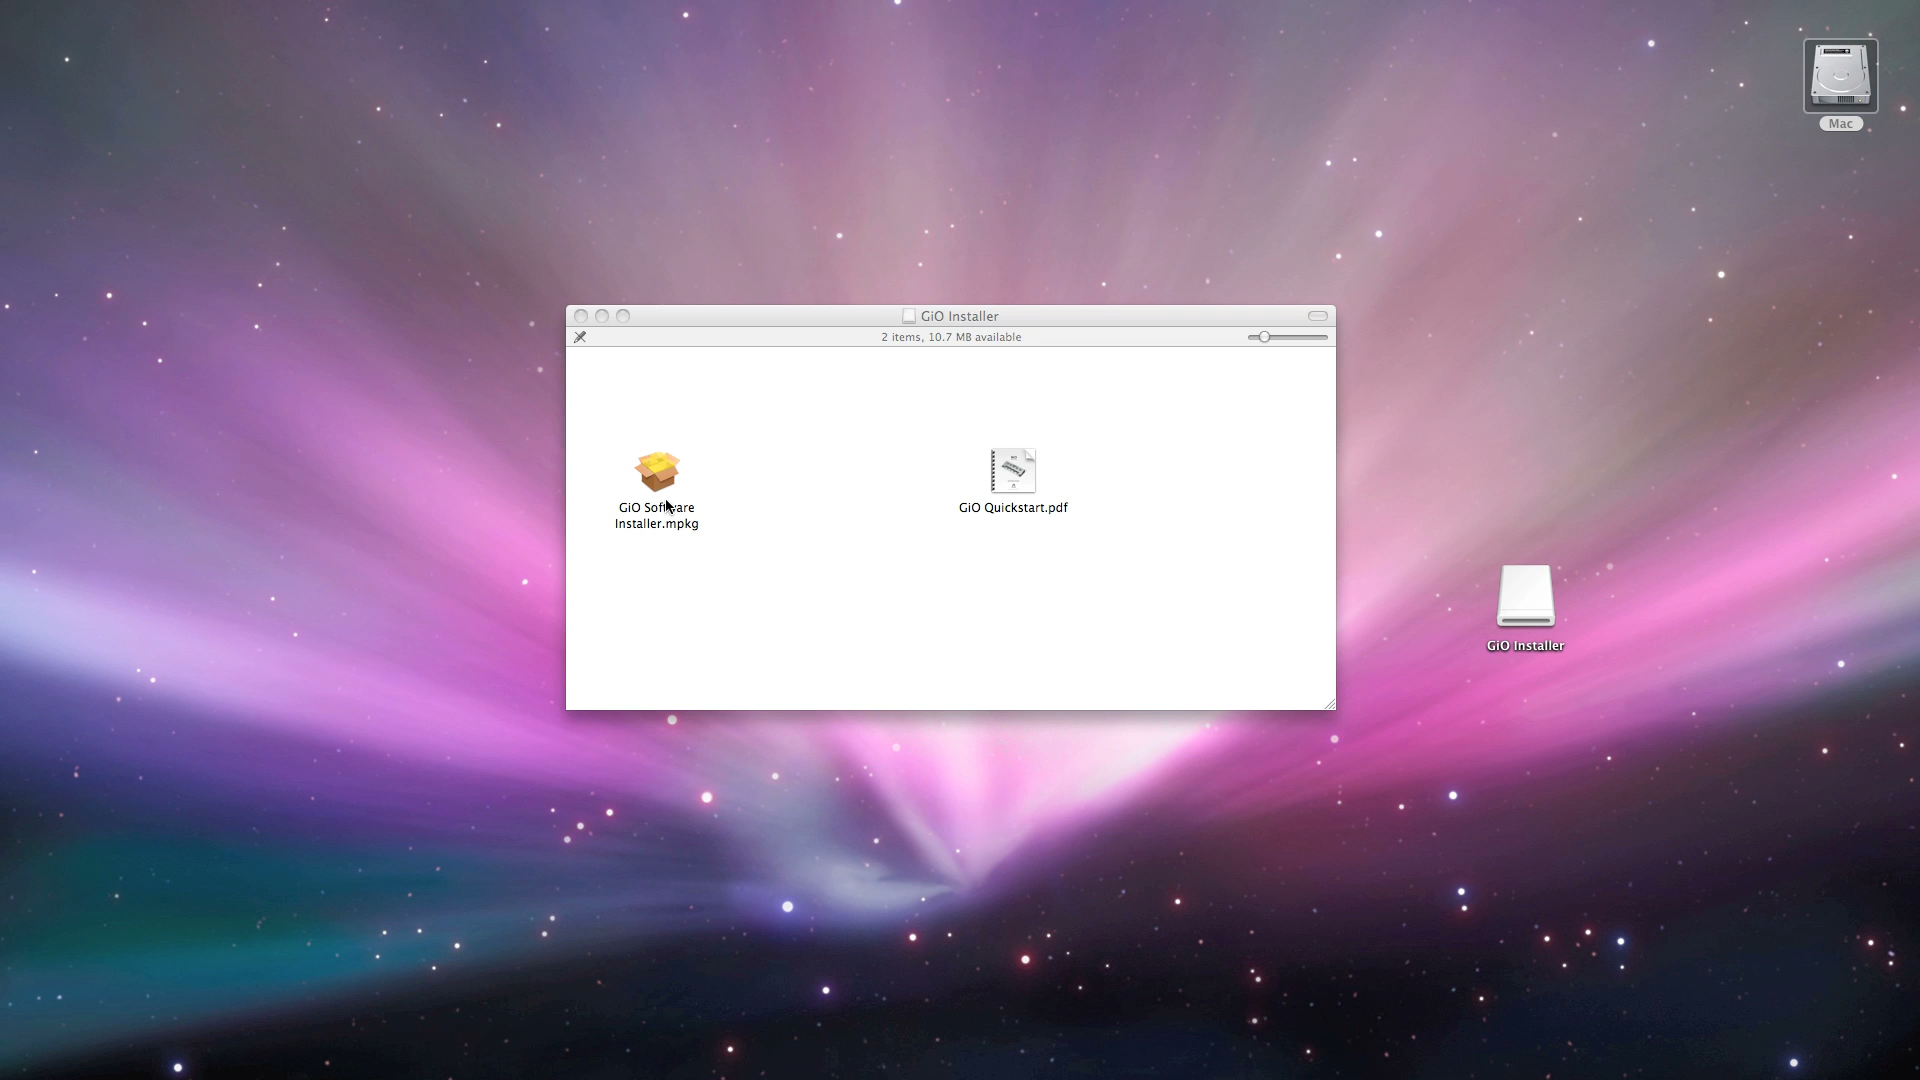 Mac
GiO Installer
2 items, 10.7 MB available
GiO Software
Installer.mpkg
GiO Quickstart.pdf
GiO Installer